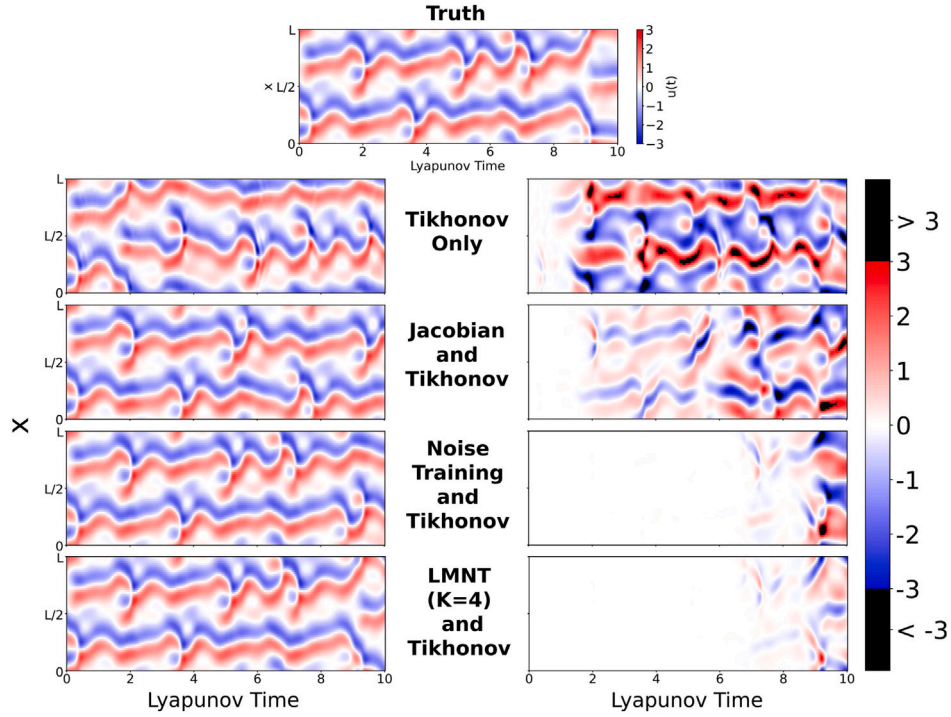 Truth
L
L/2
0
x
0 2 4 6 8 10
Lyapunov Time
3
2
1
0
−1
−2
−3
u(t)
L
L/2
0
Tikhonov
Only
L/2
0
Jacobian
and
Tikhonov
L
L/2
0
Noise
Training
and
Tikhonov
L
L/2
0
LMNT
(K=4)
and
Tikhonov
X
0 2 4 6 8 10
Lyapunov Time
0 2 4 6 8 10
Lyapunov Time
> 3
3
2
1
0
-1
-2
-3
< -3